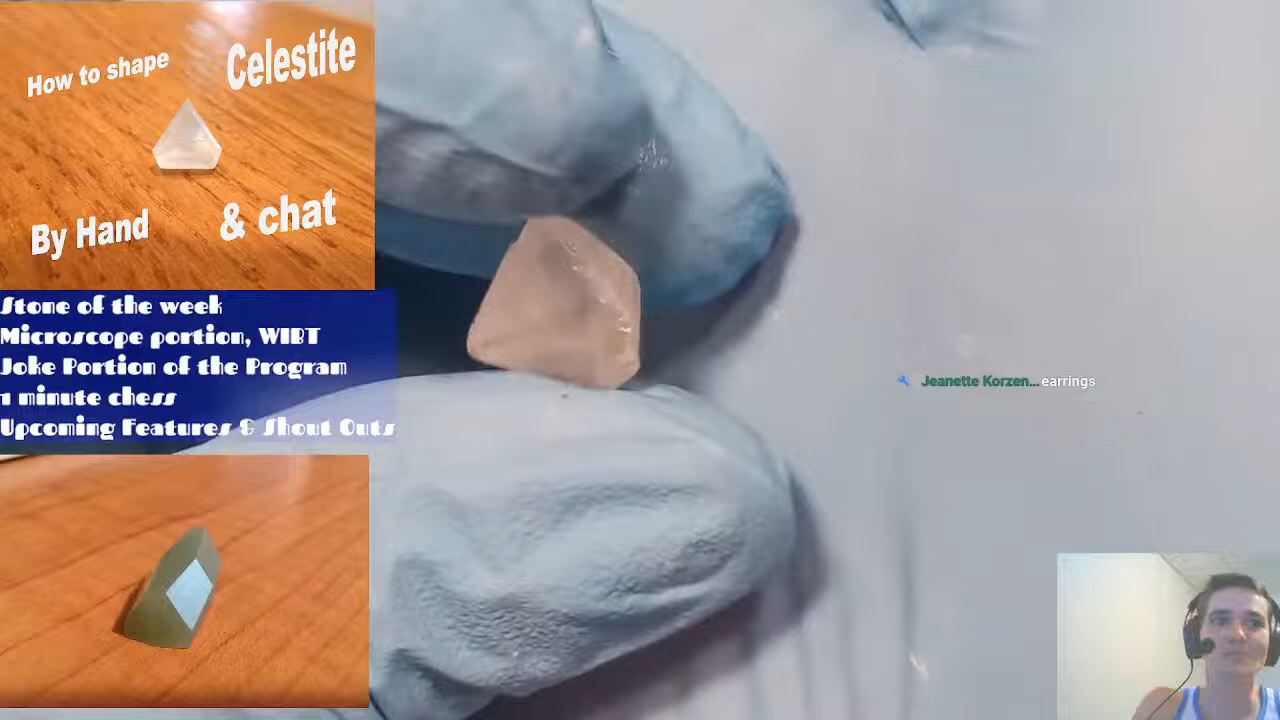 How to shape
Celestite
By Hand
& chat
Stone of the week
Microscope portion, WIBT
Joke Portion of the Program
1 minute chess
Upcoming Features & Shout Outs
Jeanette Korzen... earrings